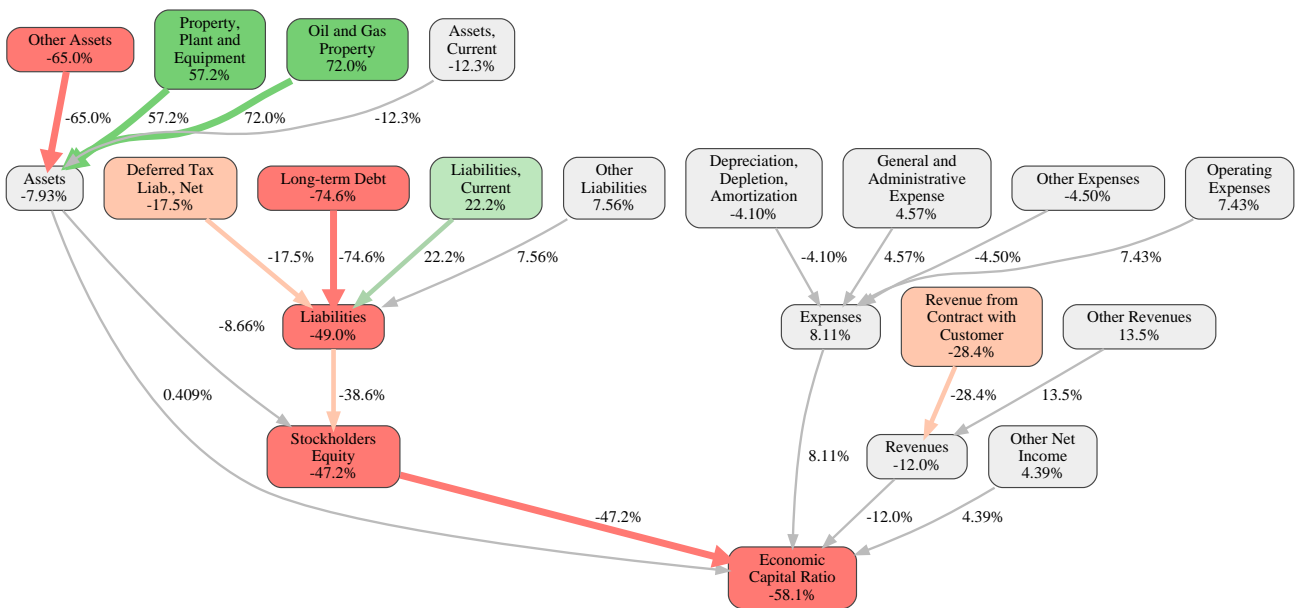 Other Assets
-65.0%
Property,
Plant and
Equipment
57.2%
Oil and Gas
Property
72.0%
Assets,
Current
-12.3%
-65.0%
57.2%
72.0%
-12.3%
Assets
-7.93%
Deferred Tax
Liab., Net
-17.5%
Long-term Debt
-74.6%
Liabilities,
Current
22.2%
Other
Liabilities
7.56%
Depreciation,
Depletion,
Amortization
-4.10%
General and
Administrative
Expense
4.57%
Other Expenses
-4.50%
Operating
Expenses
7.43%
-17.5%
-74.6%
22.2%
7.56%
-4.10%
4.57%
-4.50%
7.43%
Liabilities
-49.0%
Expenses
8.11%
Revenue from
Contract with
Customer
-28.4%
Other Revenues
13.5%
-8.66%
0.409%
-38.6%
-28.4%
13.5%
Stockholders
Equity
-47.2%
8.11%
Revenues
-12.0%
Other Net
Income
4.39%
-47.2%
-12.0%
4.39%
Economic
Capital Ratio
-58.1%